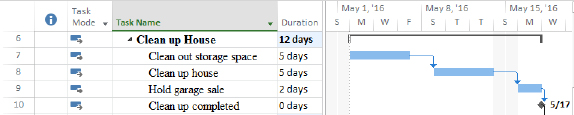 Task Mode Task Name Duration May 1, '16 May 8, '16 May 15, '16
S W S T M F S W
6 Clean up House 12 days
7 Clean out storage space 5 days
8 Clean up house 5 days
9 Hold garage sale 2 days
10 Clean up completed 0 days 5/17